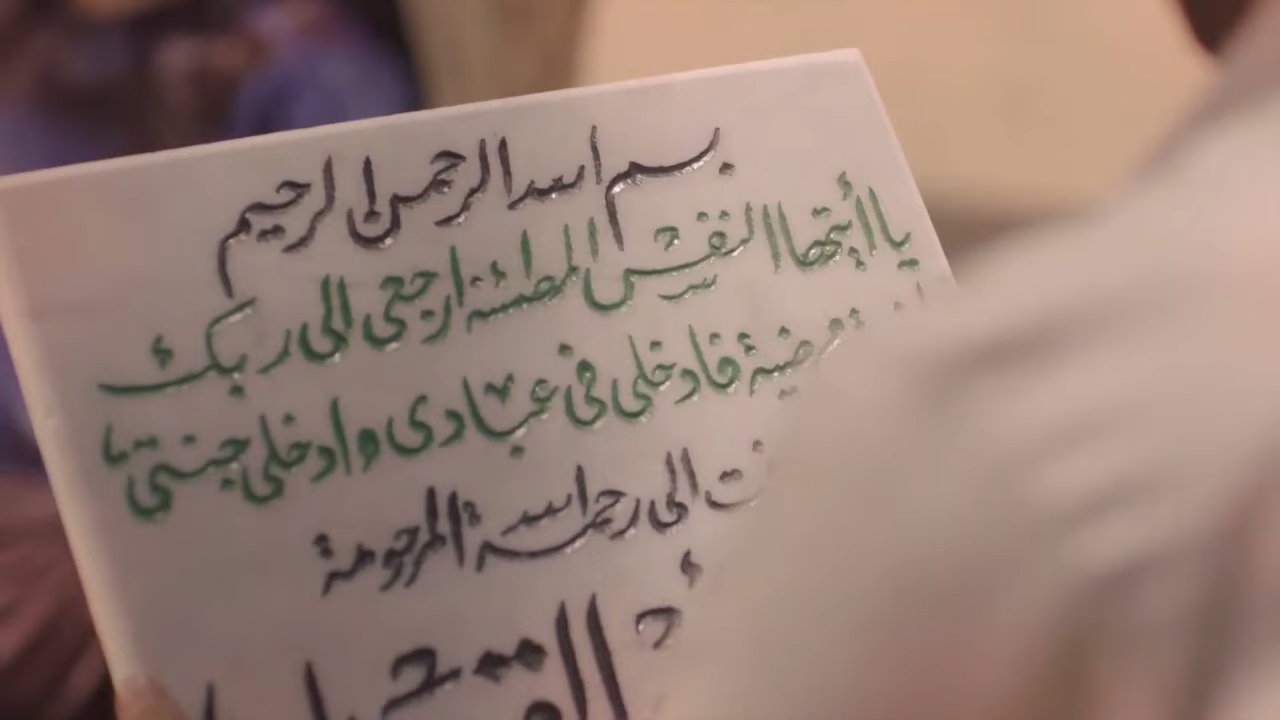 بسم الله الرحمن الرحيم
يا أيتها النفس المطمئنة ارجعي الى ربك
مرضية فادخلي في عبادي وادخلي جنتي
الى رحمة الله المرحومة